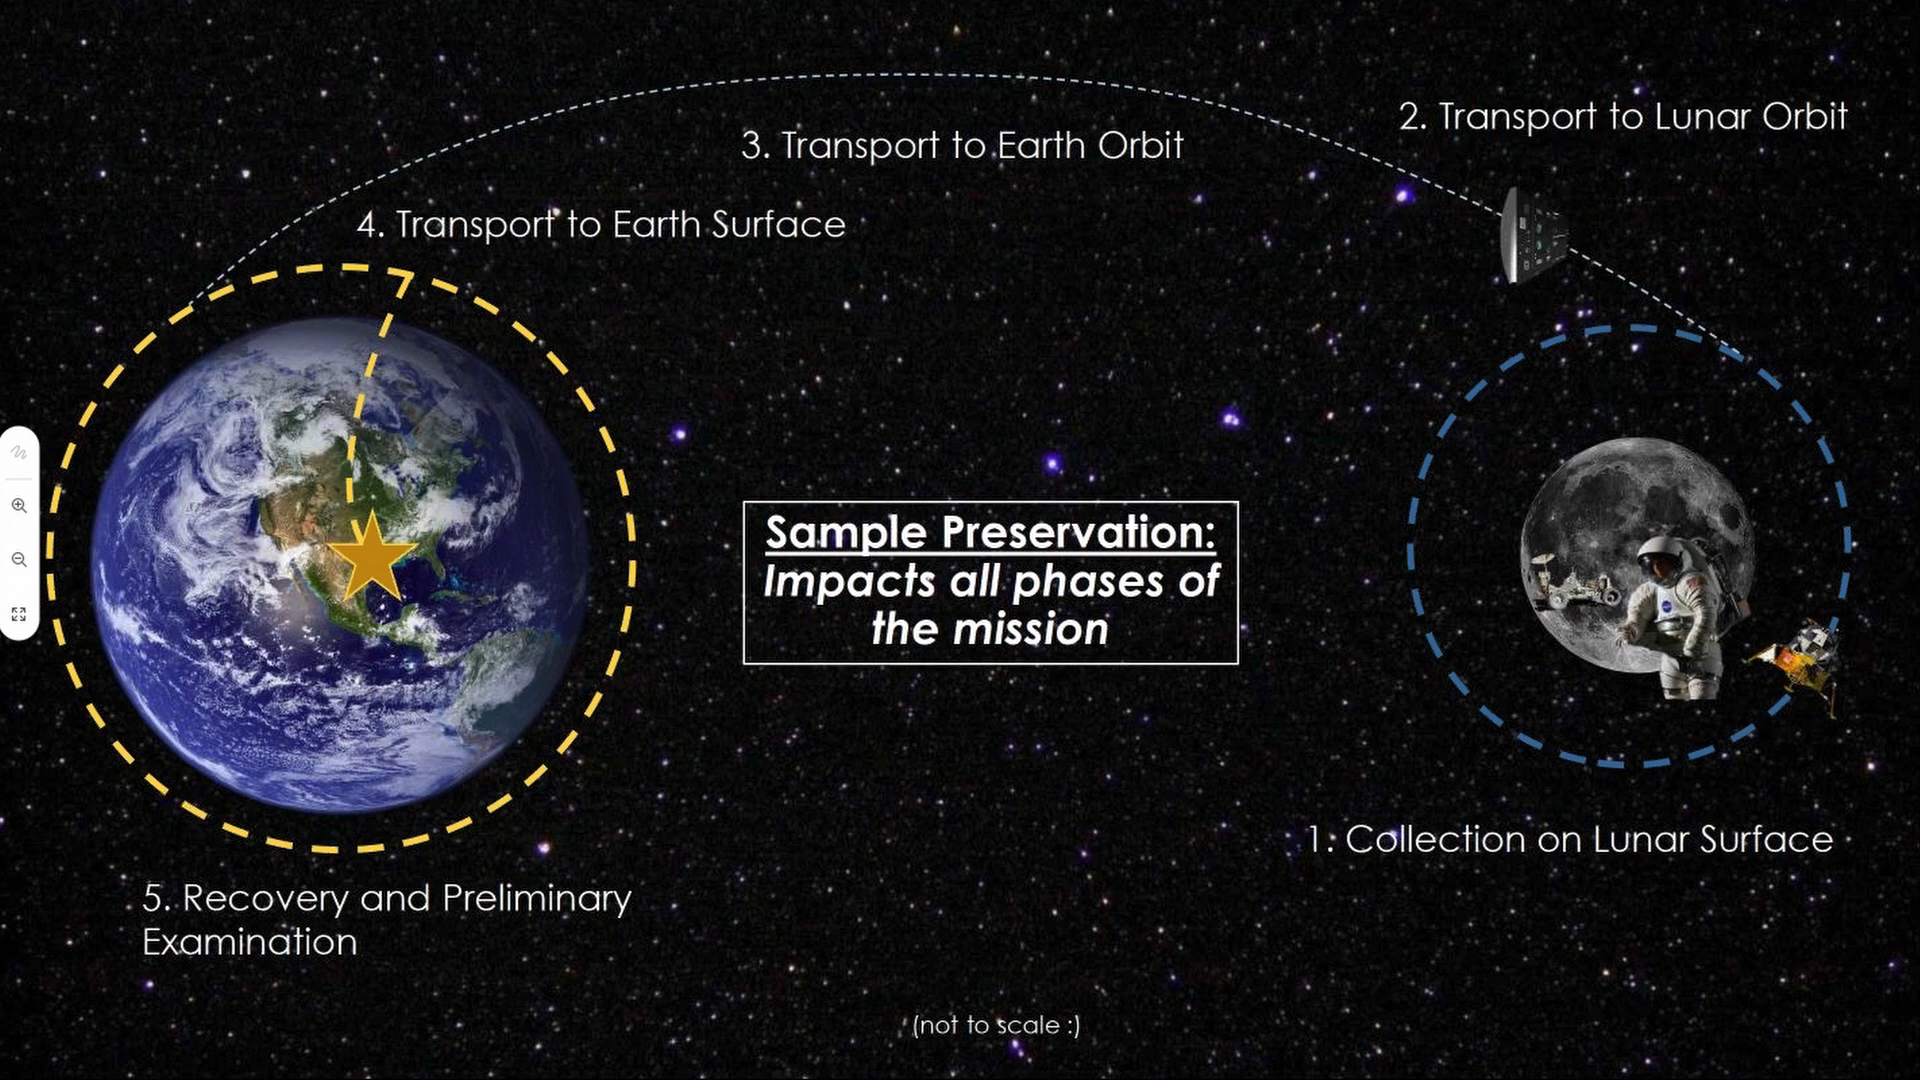 2. Transport to Lunar Orbit
3. Transport to Earth Orbit
4. Transport to Earth Surface
Sample Preservation:
Impacts all phases of
the mission
1: Collection on Lunar Surface
5. Recovery and Preliminary
Examination
(not to scale :)